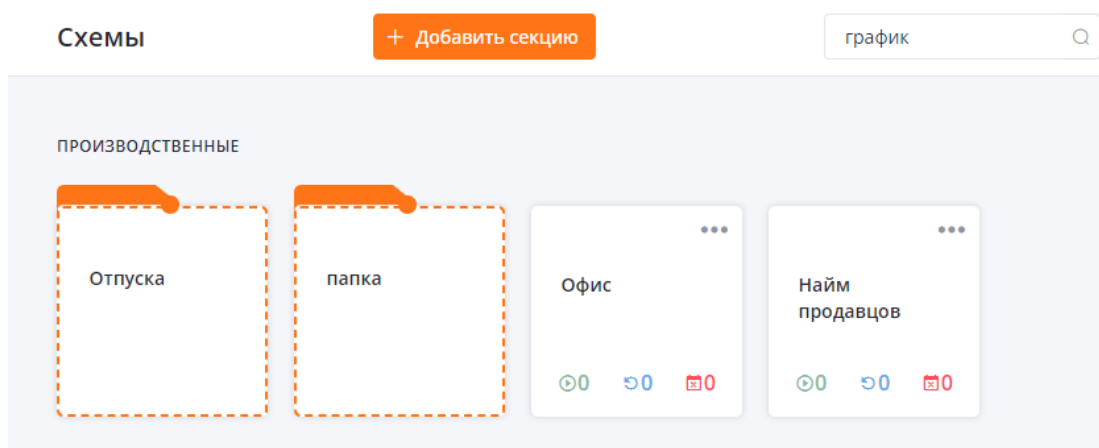 Схемы
+ Добавить секцию
график
ПРОИЗВОДСТВЕННЫЕ
Отпуска
папка
Офис
0 0 0
Найм
продавцов
0 0 0